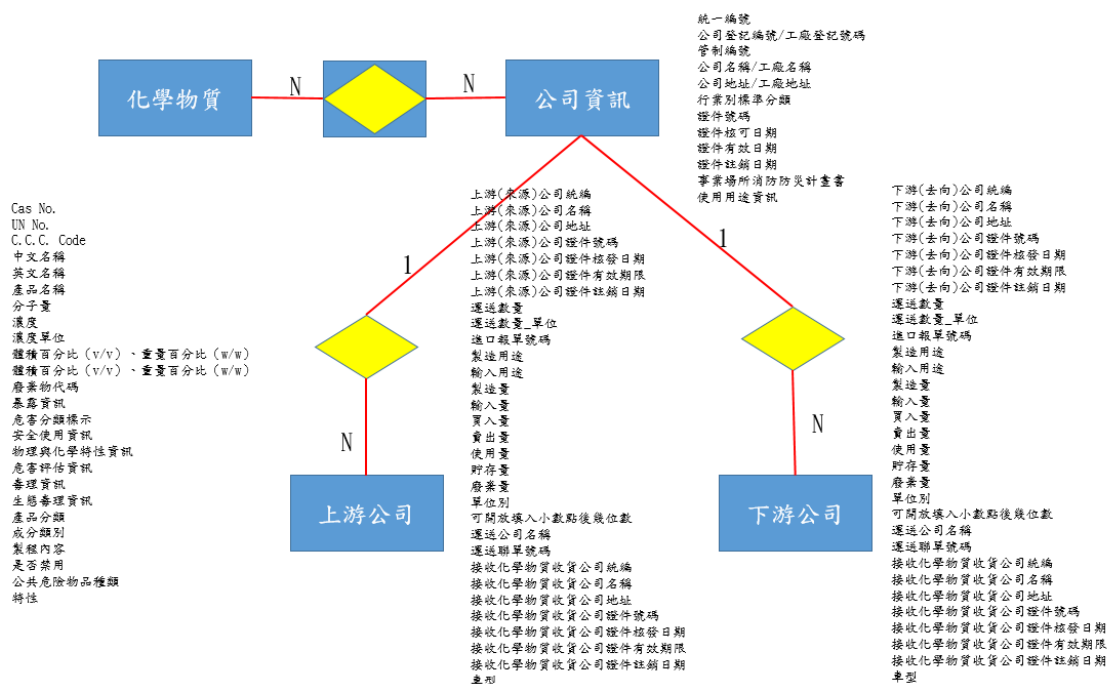 化學物質
N
N
公司資訊
統一編號
公司登記編號/工廠登記號碼
管制編號
公司名稱/工廠名稱
公司地址/工廠地址
行業別標準分類
證件號碼
證件核可日期
證件有效日期
證件註銷日期
事業場所消防防災計畫書
使用用途資訊
Cas No.
UN No.
C.C.C. Code
中文名稱
英文名稱
產品名稱
分子量
濃度
濃度單位
體積百分比 (v/v) 、重量百分比 (w/w)
體積百分比 (v/v) 、重量百分比 (w/w)
廢棄物代碼
暴露資訊
危害分類標示
安全使用資訊
物理與化學特性資訊
危害評估資訊
毒理資訊
生態毒理資訊
產品分類
成分類別
製程內容
是否禁用
公共危險物品種類
特性
1
N
上游公司
上游(來源)公司統編
上游(來源)公司名稱
上游(來源)公司地址
上游(來源)公司證件號碼
上游(來源)公司證件核發日期
上游(來源)公司證件有效期限
上游(來源)公司證件註銷日期
運送數量
運送數量_單位
進口報單號碼
製造用途
輸入用途
製造量
輸入量
買入量
賣出量
使用量
貯存量
廢棄量
單位別
可開放填入小數點後幾位數
運送公司名稱
運送聯單號碼
接收化學物質收貨公司統編
接收化學物質收貨公司名稱
接收化學物質收貨公司地址
接收化學物質收貨公司證件號碼
接收化學物質收貨公司證件核發日期
接收化學物質收貨公司證件有效期限
接收化學物質收貨公司證件註銷日期
車型
1
N
下游公司
下游(去向)公司統編
下游(去向)公司名稱
下游(去向)公司地址
下游(去向)公司證件號碼
下游(去向)公司證件核發日期
下游(去向)公司證件有效期限
下游(去向)公司證件註銷日期
運送數量
運送數量_單位
進口報單號碼
製造用途
輸入用途
製造量
輸入量
買入量
賣出量
使用量
貯存量
廢棄量
單位別
可開放填入小數點後幾位數
運送公司名稱
運送聯單號碼
接收化學物質收貨公司統編
接收化學物質收貨公司名稱
接收化學物質收貨公司地址
接收化學物質收貨公司證件號碼
接收化學物質收貨公司證件核發日期
接收化學物質收貨公司證件有效期限
接收化學物質收貨公司證件註銷日期
車型